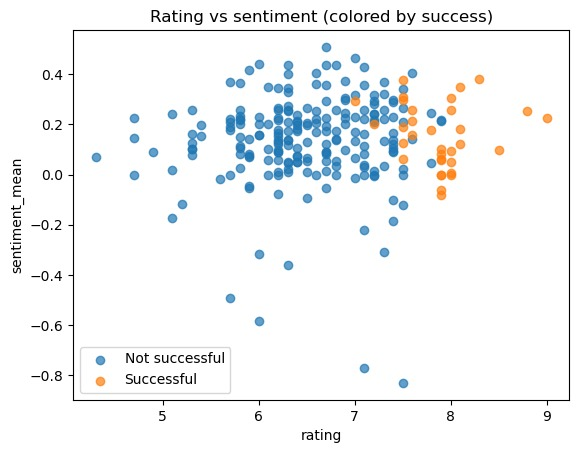 Rating vs sentiment (colored by success)
sentiment_mean
0.4
0.2
0.0
−0.2
−0.4
−0.6
−0.8
Not successful
Successful
5
6
7
8
9
rating